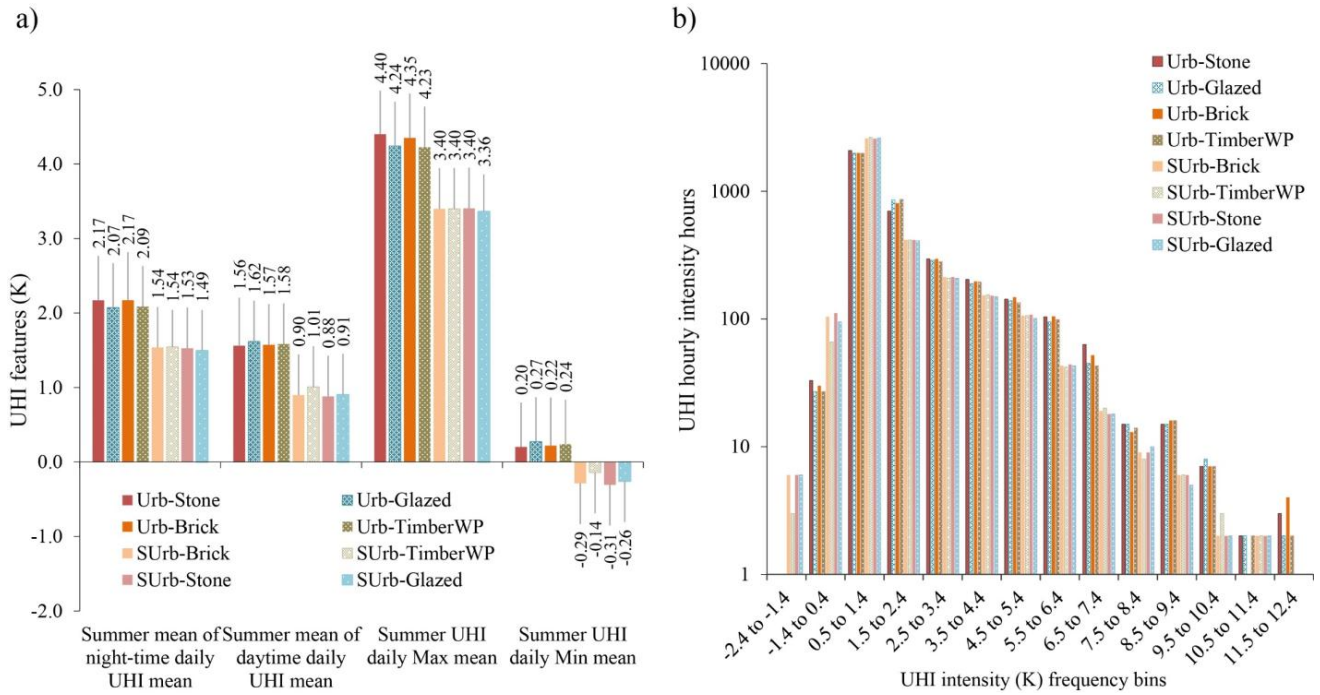 a)
UHI features (K)
5.0
4.0
3.0
2.0
1.0
0.0
-1.0
-2.0
2.17
2.07
2.17
2.09
1.54
1.54
1.53
1.49
1.56
1.62
1.57
1.58
0.90
1.01
0.88
0.91
4.40
4.24
4.35
4.23
3.40
3.40
3.40
3.36
0.20
0.27
0.22
0.24
-0.29
-0.14
-0.31
-0.26
Urb-Stone
Urb-Glazed
Urb-Brick
Urb-TimberWP
SUrb-Brick
SUrb-TimberWP
SUrb-Stone
SUrb-Glazed
Summer mean of
night-time daily
UHI mean
Summer mean of
daytime daily
UHI mean
Summer UHI
daily Max mean
Summer UHI
daily Min mean
b)
UHI hourly intensity hours
10000
1000
100
10
1
Urb-Stone
Urb-Glazed
Urb-Brick
Urb-TimberWP
SUrb-Brick
SUrb-TimberWP
SUrb-Stone
SUrb-Glazed
-2.4 to -1.4
-1.4 to 0.4
0.5 to 1.4
1.5 to 2.4
2.5 to 3.4
3.5 to 4.4
4.5 to 5.4
5.5 to 6.4
6.5 to 7.4
7.5 to 8.4
8.5 to 9.4
9.5 to 10.4
10.5 to 11.4
11.5 to 12.4
UHI intensity (K) frequency bins